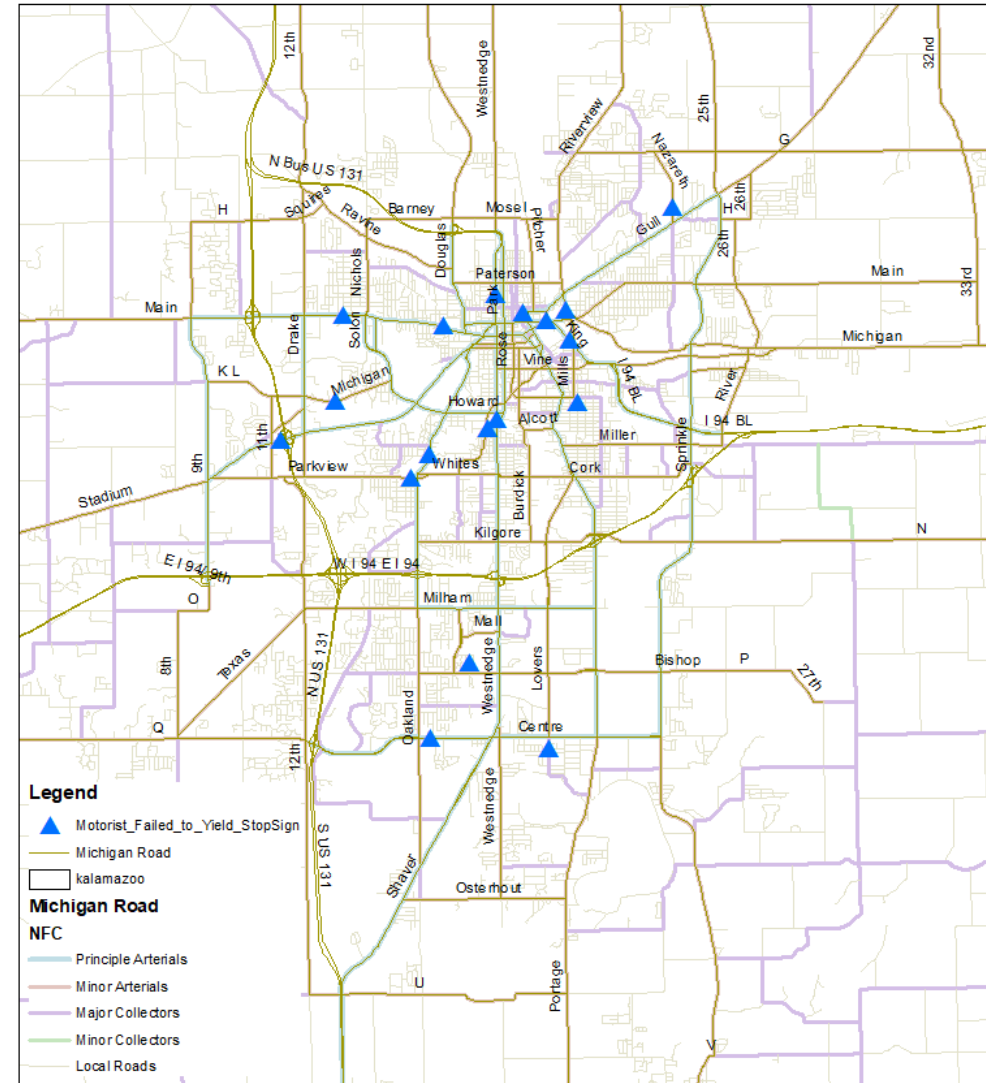 12th
Westnedge
25th
32nd
Riverview
G
Nazareth
N Bus US 131
Squires
Ravine
H
Barney
Mosel
Pitcher
Gull
H
26th
26th
Douglas
Nichols
Paterson
Main
33rd
Main
Drake
Solon
Park
Rose
King
Michigan
Vine
Mills
I 94 BL
River
K L
Michigan
Howard
Alcott
I 94 BL
11th
Miller
9th
Parkview
Whites
Cork
Sprinkle
Stadium
Burdick
Kilgore
N
E I 94/ 9th
W I 94 E I 94
O
Milham
Mall
8th
Texas
N US 131
Westnedge
Lovers
Bishop
P
27th
Q
Oakland
Centre
12th
Westnedge
S US 131
Shaver
Osterhout
U
Portage
V
Legend
Motorist_Failed_to_Yield_StopSign
Michigan Road
kalamazoo
Michigan Road
NFC
Principle Arterials
Minor Arterials
Major Collectors
Minor Collectors
Local Roads